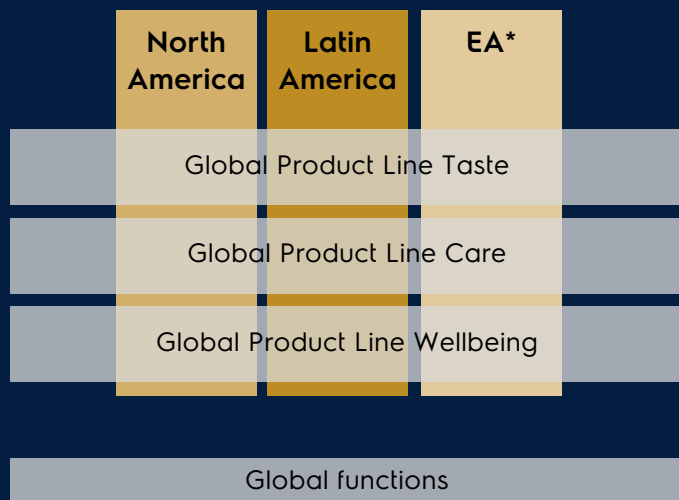 North
America
Latin
America
EA*
Global Product Line Taste
Global Product Line Care
Global Product Line Wellbeing
Global functions